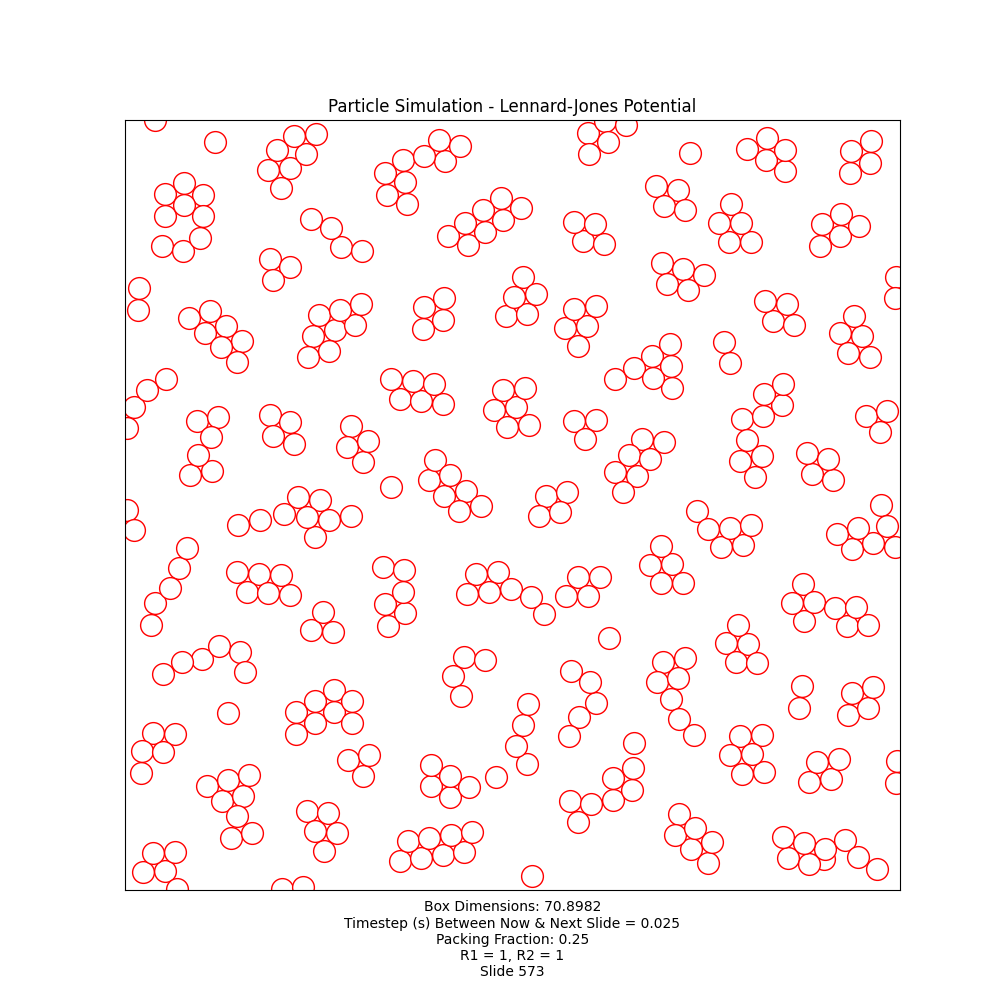 Particle Simulation - Lennard-Jones Potential
Box Dimensions: 70.8982
Timestep (s) Between Now & Next Slide = 0.025
Packing Fraction: 0.25
R1 = 1, R2 = 1
Slide 573